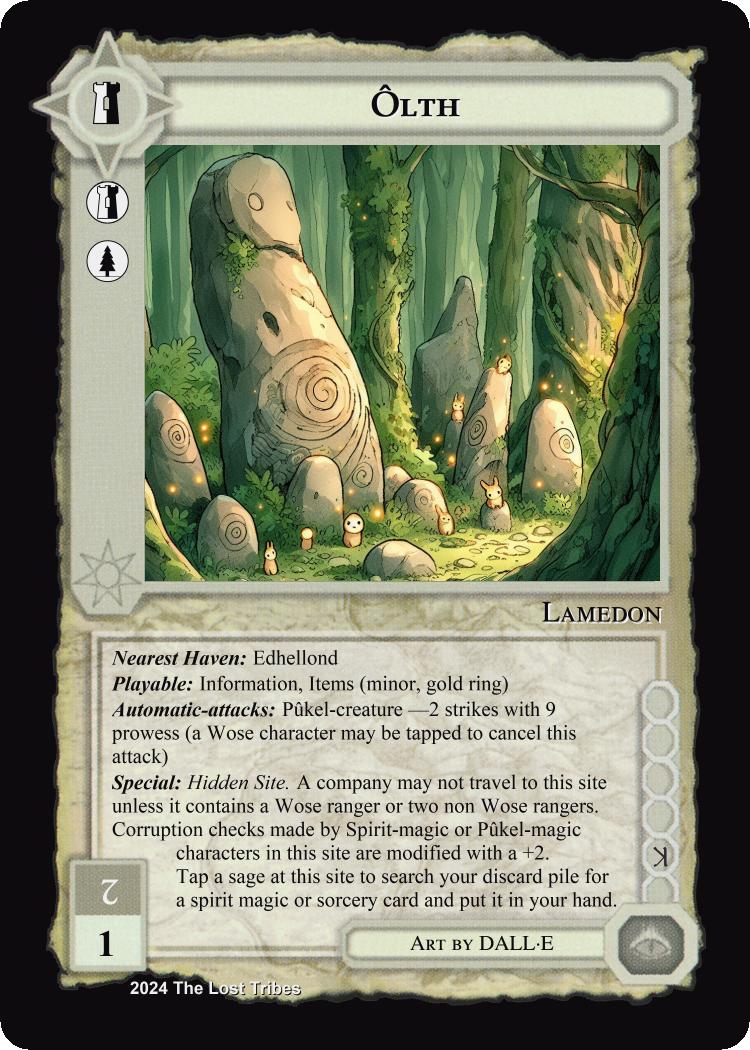 Ôlth
Lamedon
Nearest Haven: Edhellond
Playable: Information, Items (minor, gold ring)
Automatic-attacks: Pûkel-creature —2 strikes with 9
prowess (a Wose character may be tapped to cancel this
attack)
Special: Hidden Site. A company may not travel to this site
unless it contains a Wose ranger or two non Wose rangers.
Corruption checks made by Spirit-magic or Pûkel-magic
characters in this site are modified with a +2.
Tap a sage at this site to search your discard pile for
a spirit magic or sorcery card and put it in your hand.
2
1
Art by DALL·E
2024 The Lost Tribes